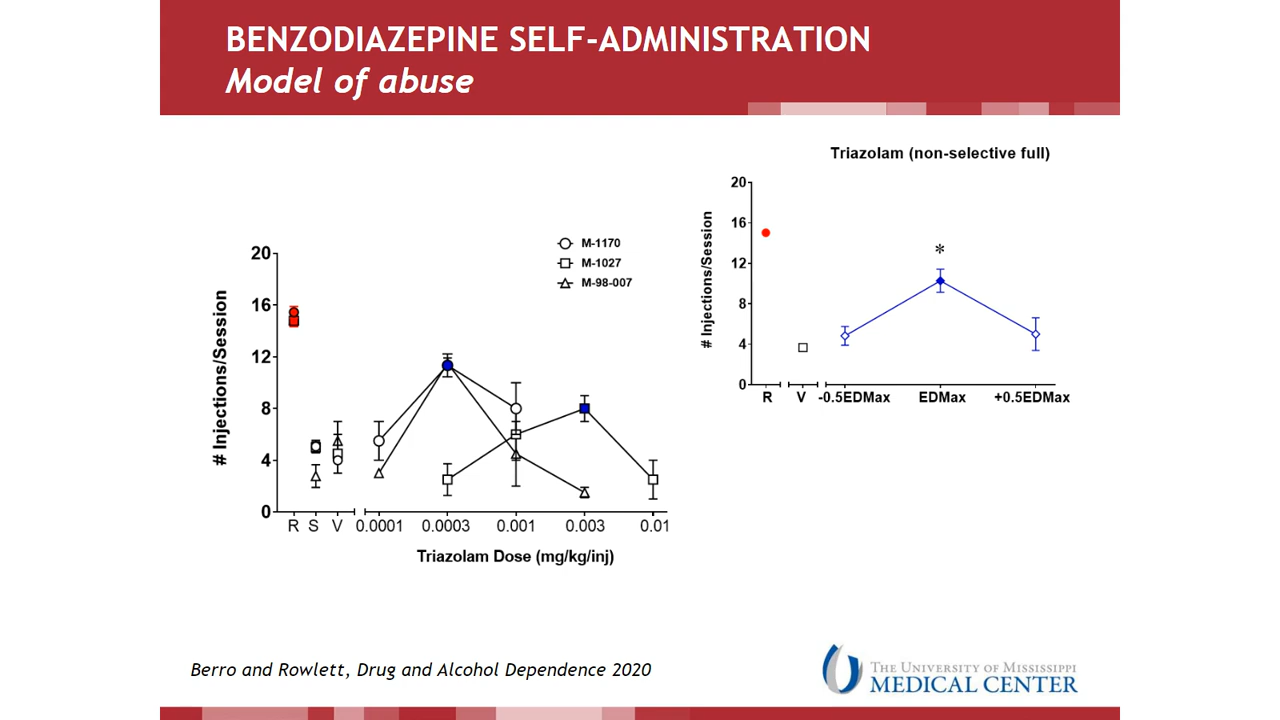 BENZODIAZEPINE SELF-ADMINISTRATION
Model of abuse
Triazolam (non-selective full)
20
16
12
8
4
0
# Injections/Session
R
V
-0.5EDMax
EDMax
+0.5EDMax
*
M-1170
M-1027
M-98-007
20
16
12
8
4
0
# Injections/Session
R
S
V
0.0001
0.0003
0.001
0.003
0.01
Triazolam Dose (mg/kg/inj)
Berro and Rowlett, Drug and Alcohol Dependence 2020
THE UNIVERSITY OF MISSISSIPPI
MEDICAL CENTER